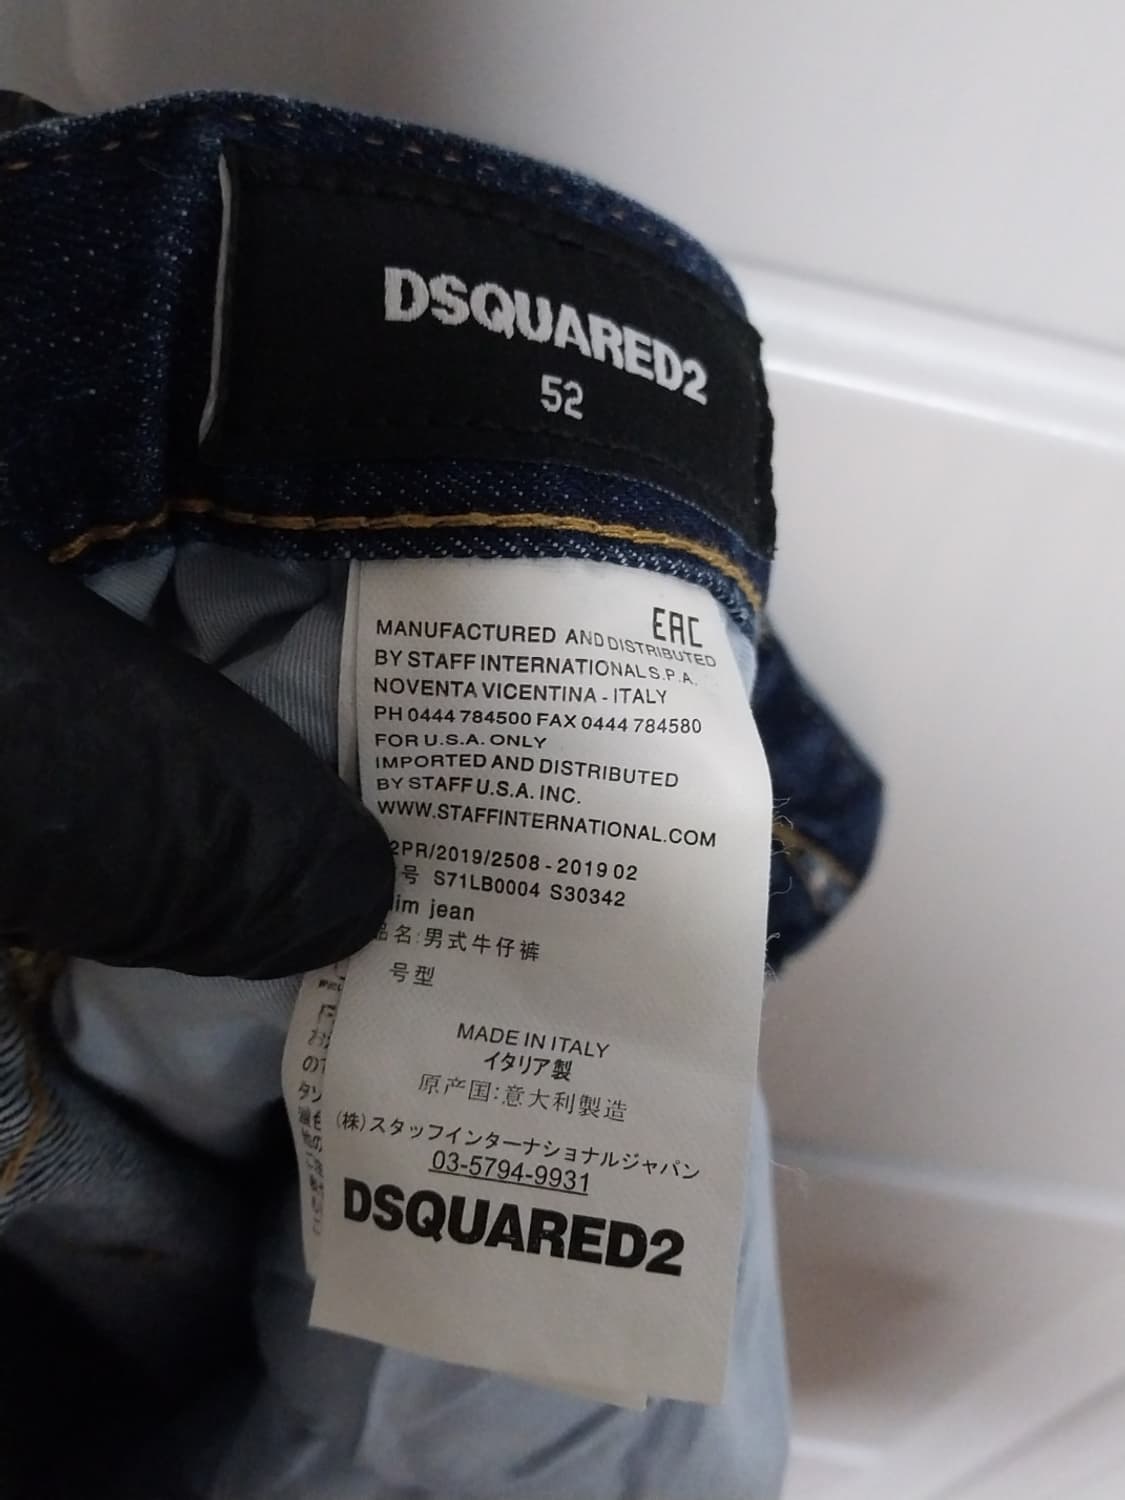 DSQUARED2
52
EAC
MANUFACTURED AND DISTRIBUTED
BY STAFF INTERNATIONAL S.P.A.
NOVENTA VICENTINA - ITALY
PH 0444 784500 FAX 0444 784580
FOR U.S.A. ONLY
IMPORTED AND DISTRIBUTED
BY STAFF U.S.A. INC.
WWW.STAFFINTERNATIONAL.COM
2PR/2019/2508 - 2019 02
号 S71LB0004 S30342
jean
品名:男式牛仔裤
号型
MADE IN ITALY
イタリア製
原产国:意大利製造
(株)スタッフインターナショナルジャパン
03-5794-9931
DSQUARED2